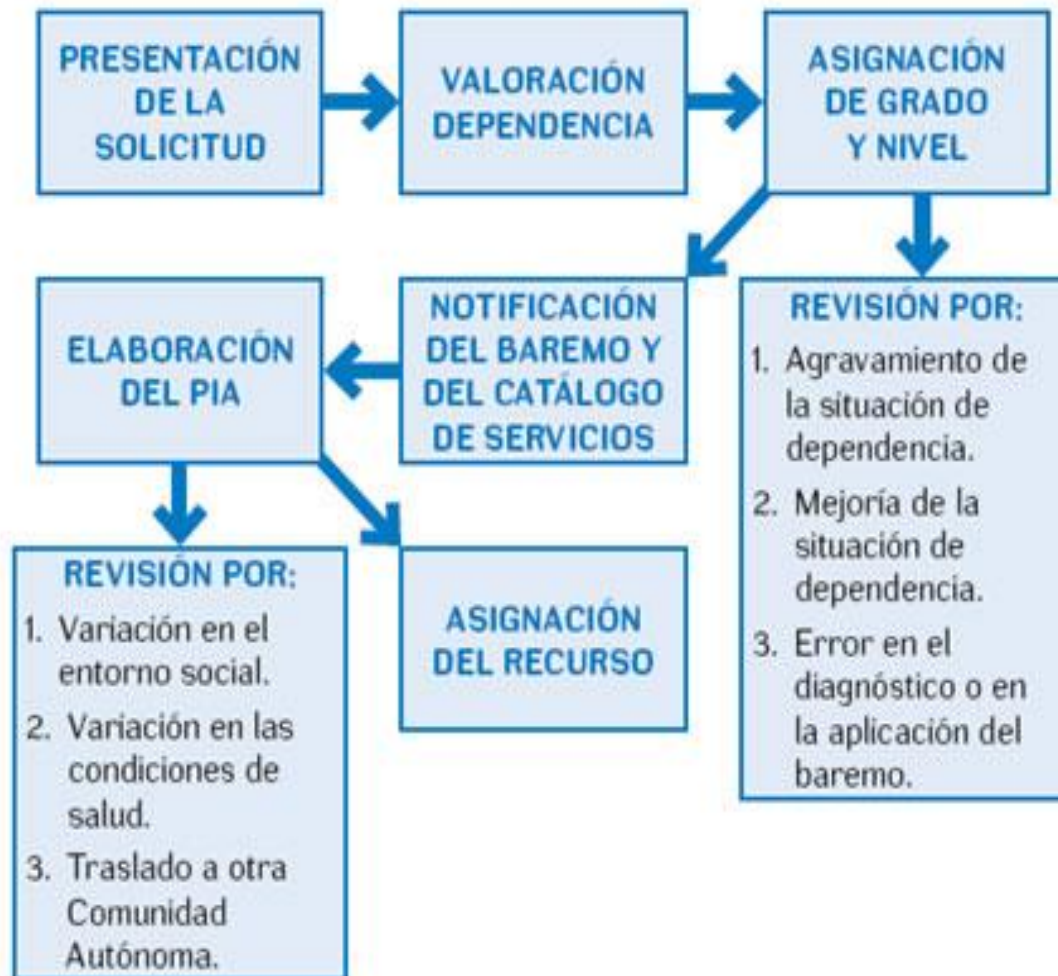 PRESENTACIÓN
DE LA
SOLICITUD
VALORACIÓN
DEPENDENCIA
ASIGNACIÓN
DE GRADO
Y NIVEL
ELABORACIÓN
DEL PIA
NOTIFICACIÓN
DEL BAREMO Y
DEL CATÁLOGO
DE SERVICIOS
REVISIÓN POR:
1. Agravamiento de
la situación de
dependencia.
2. Mejoría de la
situación de
dependencia.
3. Error en el
diagnóstico o en
la aplicación del
baremo.
REVISIÓN POR:
1. Variación en el
entorno social.
2. Variación en las
condiciones de
salud.
3. Traslado a otra
Comunidad
Autónoma.
ASIGNACIÓN
DEL RECURSO